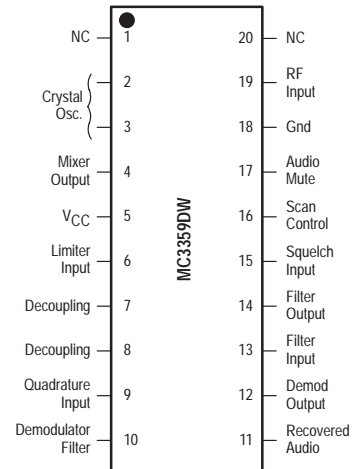 NC 1
20 NC
2
Crystal
Osc.
3
19 RF
Input
18 Gnd
Mixer
Output 4
17 Audio
Mute
VCC 5
16 Scan
Control
MC3359DW
Limiter
Input 6
15 Squelch
Input
Decoupling 7
14 Filter
Output
Decoupling 8
13 Filter
Input
Quadrature
Input 9
12 Demod
Output
Demodulator
Filter 10
11 Recovered
Audio